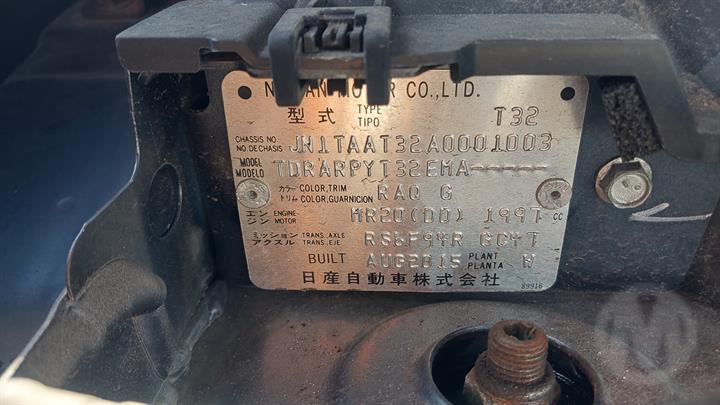 NISSAN MOTOR CO.,LTD.
型式 TYPE TIPO T32
CHASSIS NO. NO.DECHASIS JN1TAAT32A0001003
MODEL MODELO TDRARPYT32EHA-----
カラー COLOR,TRIM
トリム COLOR,GUARNICION RAQ G
エンジン ENGINE MOTOR MR20(DD) 1997 CC
ミッション TRANS.AXLE
アクスル TRANS.EJE RS6F94R GC47
BUILT AUG2015 PLANT PLANTA W
日産自動車株式会社
89916
M